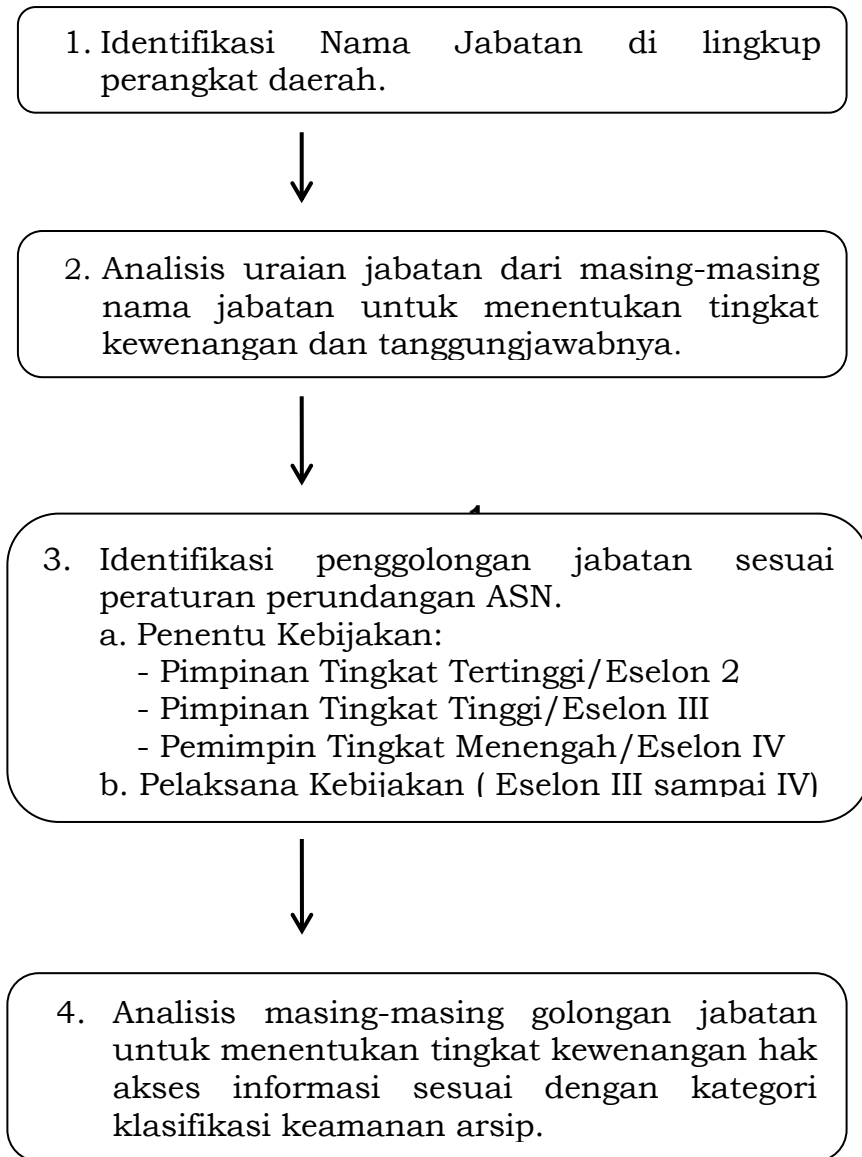 1. Identifikasi Nama Jabatan di lingkup
perangkat daerah.
2. Analisis uraian jabatan dari masing-masing
nama jabatan untuk menentukan tingkat
kewenangan dan tanggungjawabnya.
3. Identifikasi penggolongan jabatan sesuai
peraturan perundangan ASN.
a. Penentu Kebijakan:
- Pimpinan Tingkat Tertinggi/Eselon 2
- Pimpinan Tingkat Tinggi/Eselon III
- Pemimpin Tingkat Menengah/Eselon IV
b. Pelaksana Kebijakan ( Eselon III sampai IV)
4. Analisis masing-masing golongan jabatan
untuk menentukan tingkat kewenangan hak
akses informasi sesuai dengan kategori
klasifikasi keamanan arsip.